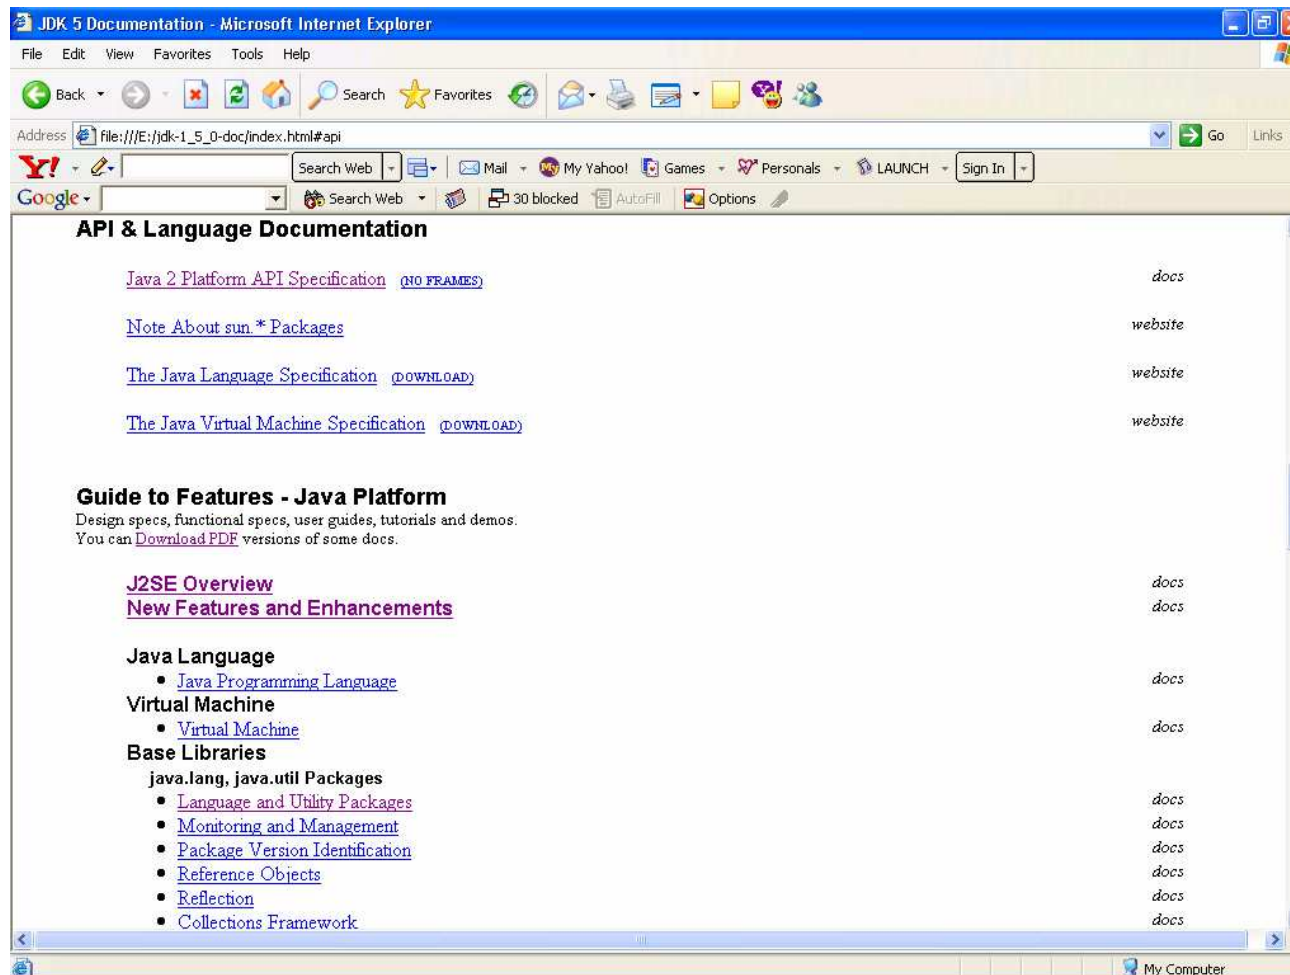 JDK 5 Documentation - Microsoft Internet Explorer
File Edit View Favorites Tools Help
Back Search Favorites
Address file:///E:/jdk-1_5_0-doc/index.html#api Go Links
Y! Search Web Mail My Yahoo! Games Personals LAUNCH Sign In
Google Search Web 30 blocked AutoFill Options
API & Language Documentation
Java 2 Platform API Specification (NO FRAMES) docs
Note About sun.* Packages website
The Java Language Specification (DOWNLOAD) website
The Java Virtual Machine Specification (DOWNLOAD) website
Guide to Features - Java Platform
Design specs, functional specs, user guides, tutorials and demos.
You can Download PDF versions of some docs.
J2SE Overview docs
New Features and Enhancements docs
Java Language
• Java Programming Language docs
Virtual Machine
• Virtual Machine docs
Base Libraries
java.lang, java.util Packages
• Language and Utility Packages docs
• Monitoring and Management docs
• Package Version Identification docs
• Reference Objects docs
• Reflection docs
• Collections Framework docs
My Computer